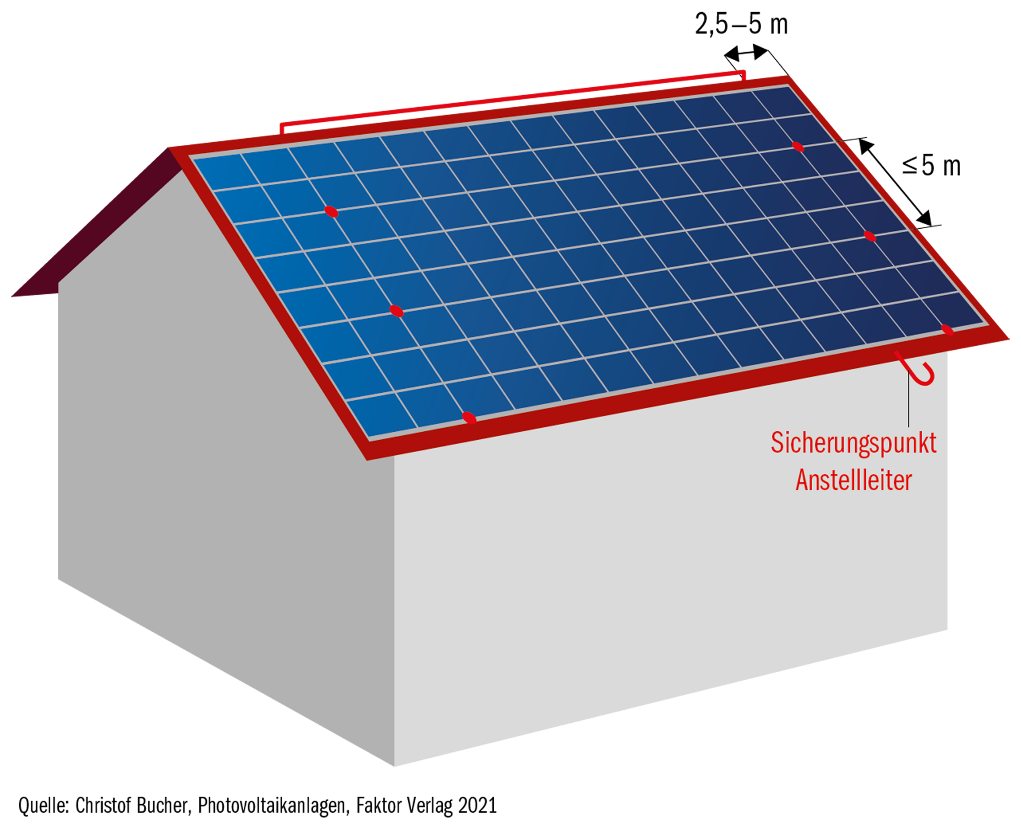 2,5–5 m
≤5 m
Sicherungspunkt
Anstellleiter
Quelle: Christof Bucher, Photovoltaikanlagen, Faktor Verlag 2021